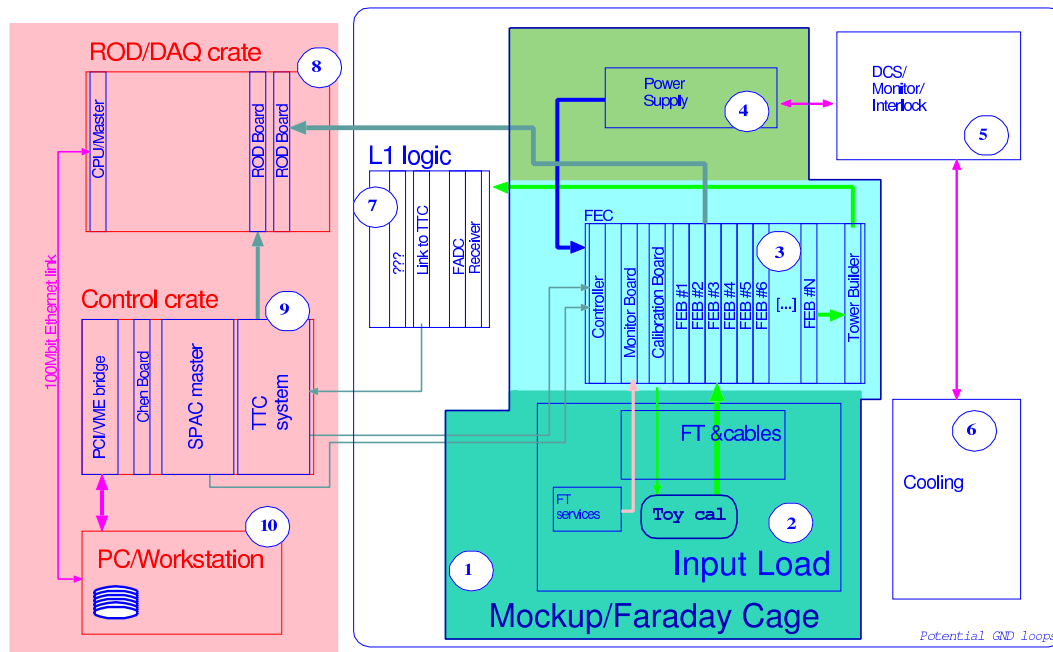 ROD/DAQ crate
8
CPU/Master
ROD Board
ROD Board
100Mbit Ethernet link
Control crate
9
PCI/VME bridge
Chen Board
SPAC master
TTC
system
10
PC/Workstation
L1 logic
7
???
Link to TTC
FADC
Receiver
Power
Supply
4
DCS/
Monitor/
Interlock
5
FEC
3
Controller
Monitor Board
Calibration Board
FEB #1
FEB #2
FEB #3
FEB #4
FEB #5
FEB #6
[...]
FEB #N
Tower Builder
FT &cables
FT
services
Toy cal
2
Input Load
1
Mockup/Faraday Cage
6
Cooling
Potential GND loops